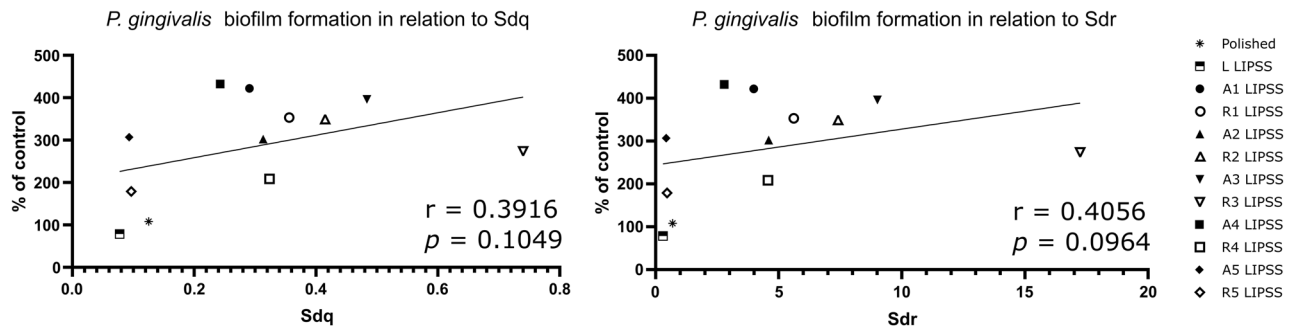 P. gingivalis biofilm formation in relation to Sdq
500
400
300
200
100
0
% of control
0.0
0.2
0.4
0.6
0.8
Sdq
r = 0.3916
p = 0.1049
P. gingivalis biofilm formation in relation to Sdr
500
400
300
200
100
0
% of control
0
5
10
15
20
Sdr
r = 0.4056
p = 0.0964
Polished
L LIPSS
A1 LIPSS
R1 LIPSS
A2 LIPSS
R2 LIPSS
A3 LIPSS
R3 LIPSS
A4 LIPSS
R4 LIPSS
A5 LIPSS
R5 LIPSS